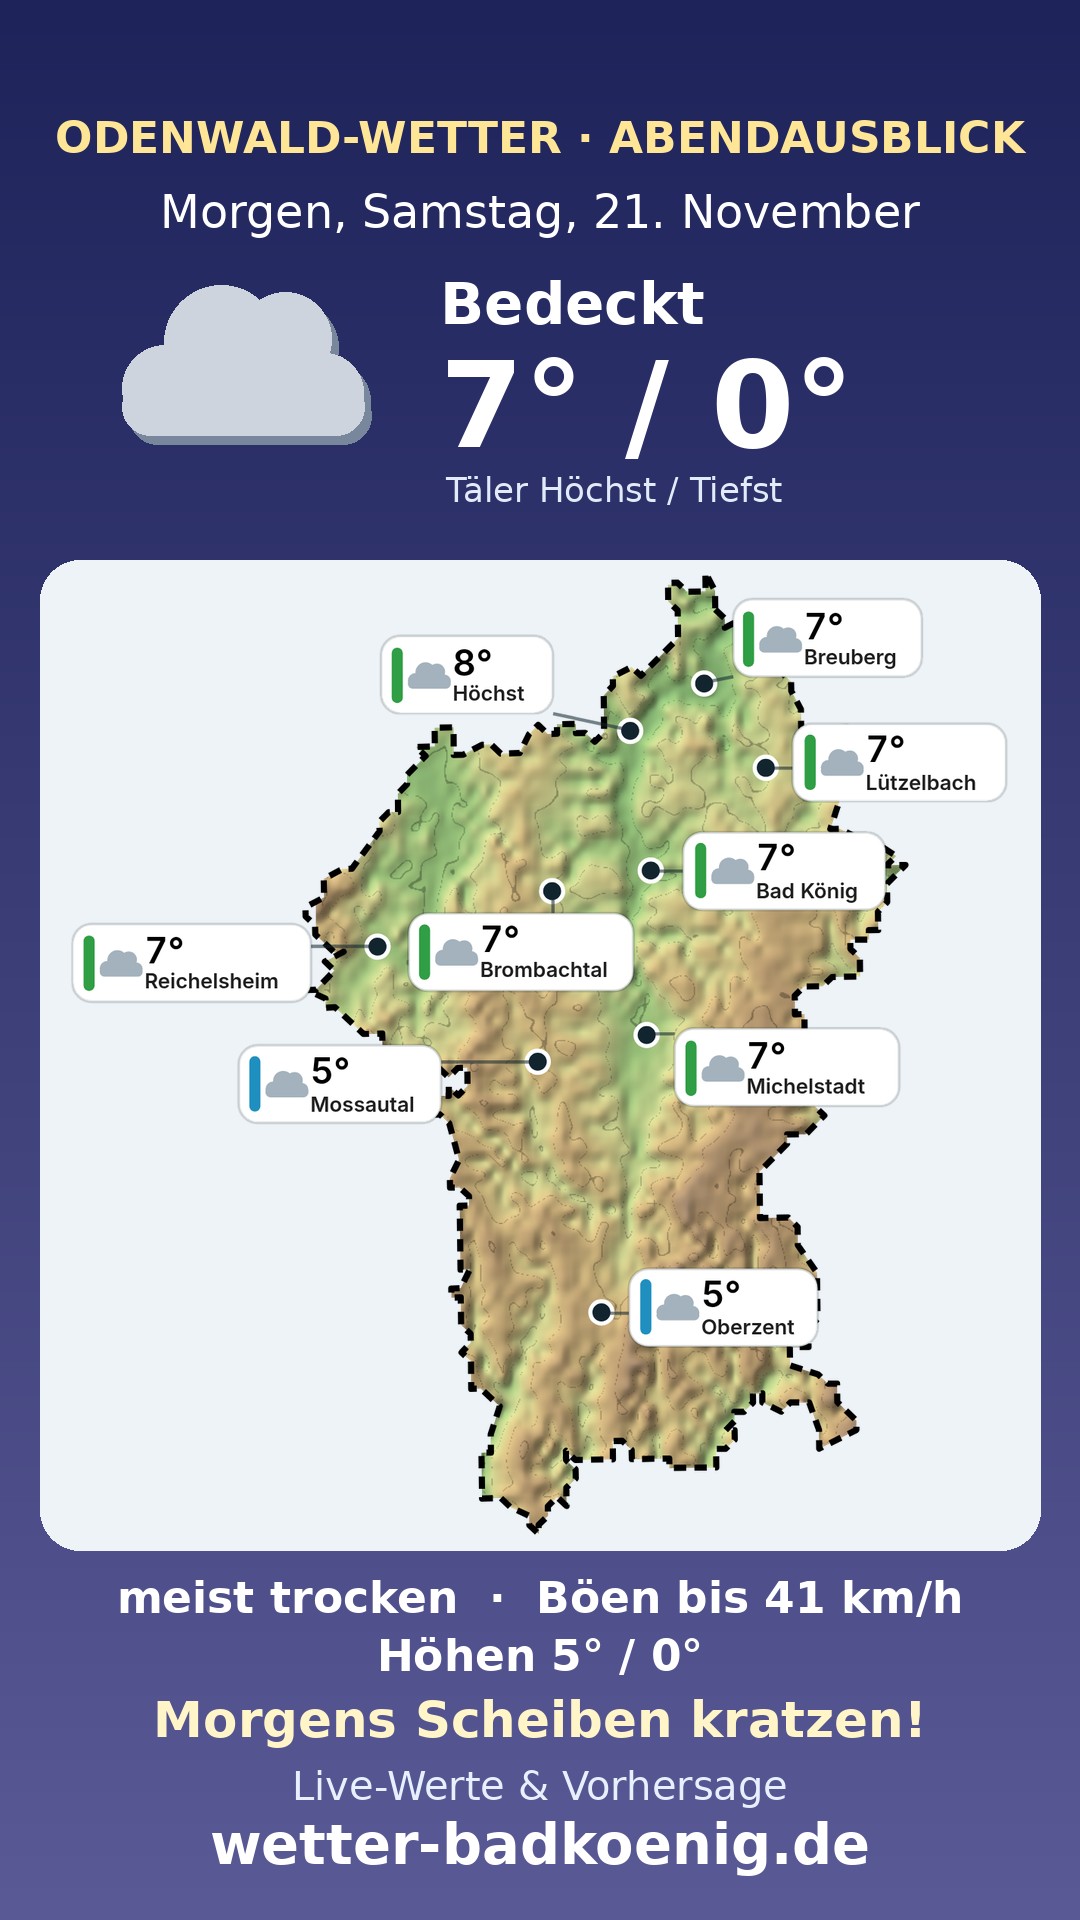 ODENWALD-WETTER · ABENDAUSBLICK
Morgen, Samstag, 21. November
Bedeckt
7° / 0°
Täler Höchst / Tiefst
7°
Breuberg
8°
Höchst
7°
Lützelbach
7°
Bad König
7°
Reichelsheim
7°
Brombachtal
7°
Michelstadt
5°
Mossautal
5°
Oberzent
meist trocken · Böen bis 41 km/h
Höhen 5° / 0°
Morgens Scheiben kratzen!
Live-Werte & Vorhersage
wetter-badkoenig.de